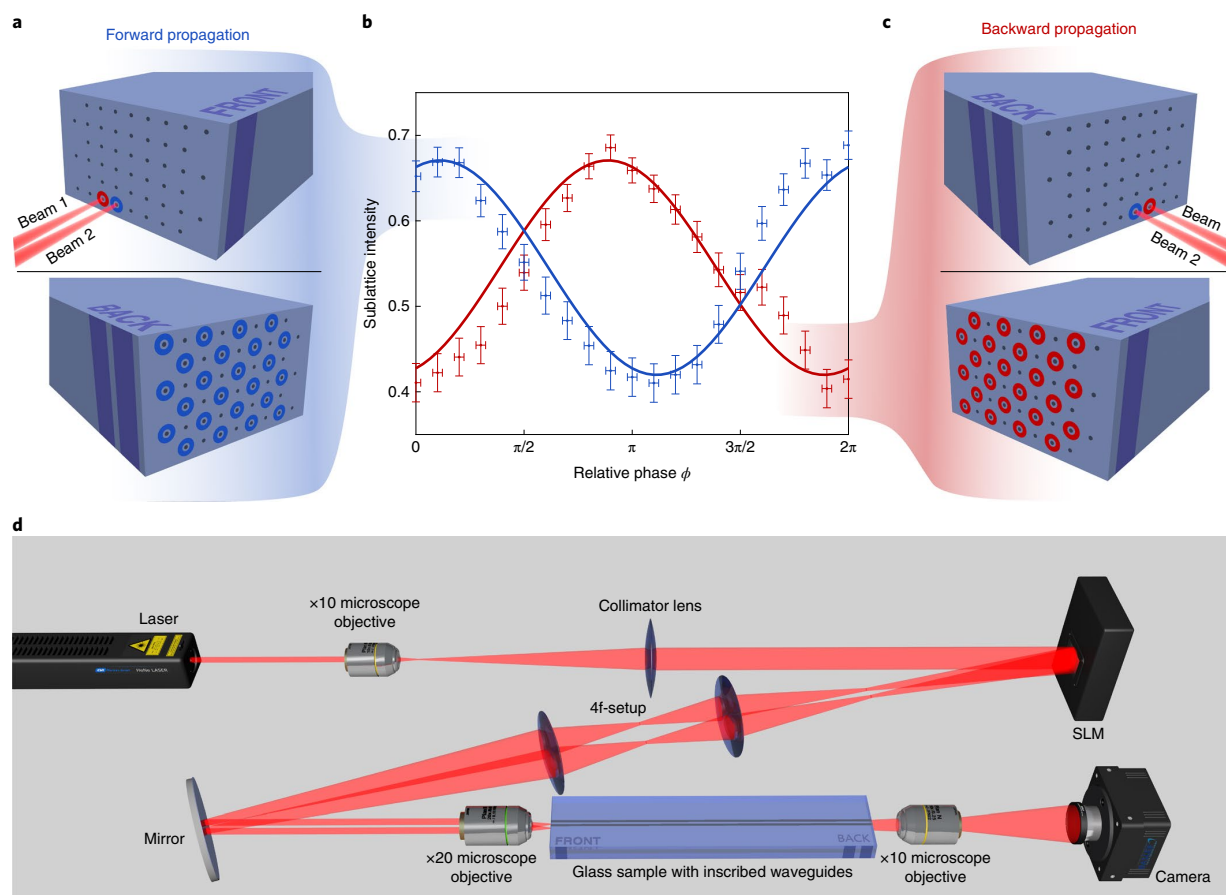 a
Forward propagation
FRONT
Beam 1
Beam 2
BACK
b
Sublattice intensity
0.7
0.6
0.5
0.4
0
π/2
π
3π/2
2π
Relative phase ϕ
c
Backward propagation
BACK
Beam
Beam 2
FRONT
d
Laser
×10 microscope
objective
Collimator lens
4f-setup
SLM
Mirror
×20 microscope
objective
FRONT
BACK
Glass sample with inscribed waveguides
×10 microscope
objective
Camera